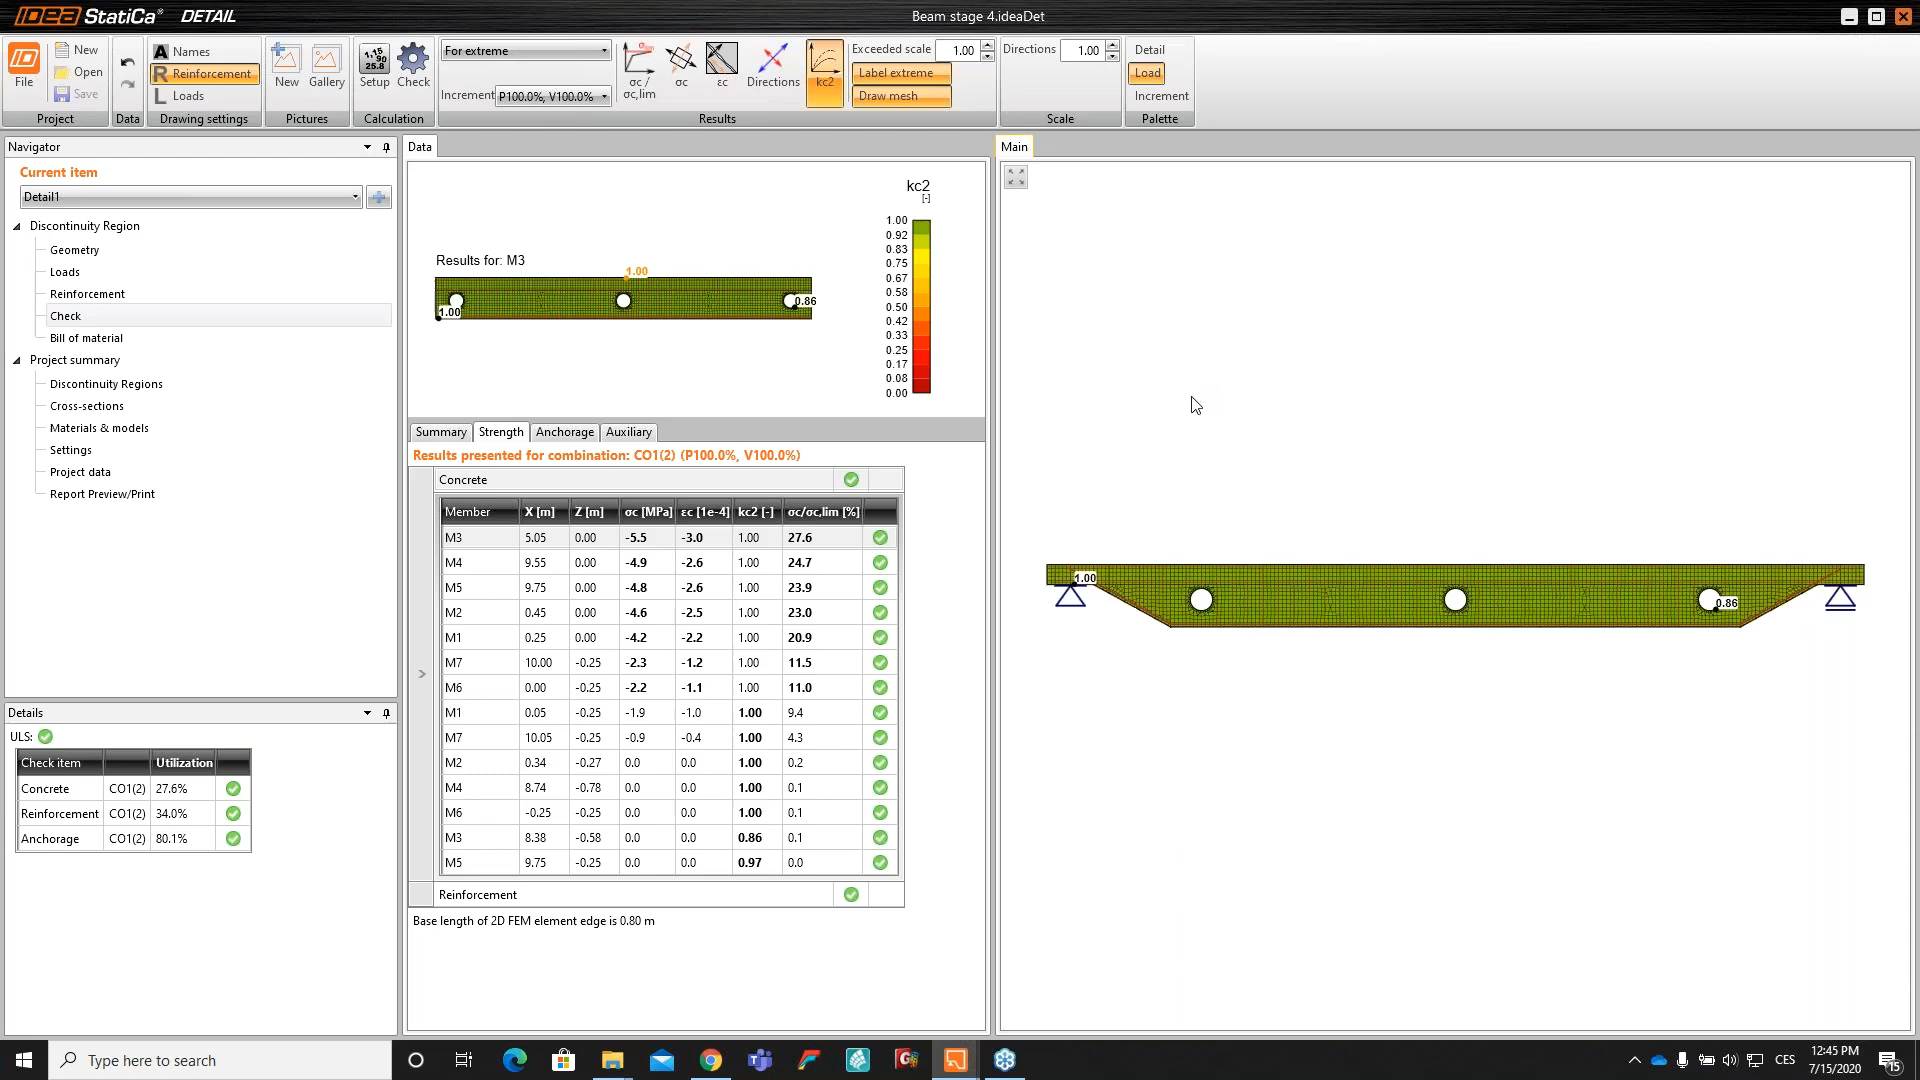 IDEA StatiCa® DETAIL
Beam stage 4.ideaDet
File
New
Open
Save
Project
Data
A Names
R Reinforcement
L Loads
Drawing settings
New
Gallery
Pictures
1,15
90
25.8
Setup
Check
Calculation
For extreme
Increment P100.0%, V100.0%
σc /
σc,lim
σc
εc
Directions
kc2
Exceeded scale 1.00
Label extreme
Draw mesh
Results
Directions 1.00
Scale
Detail
Load
Increment
Palette
Navigator
Current item
Detail1
Discontinuity Region
Geometry
Loads
Reinforcement
Check
Bill of material
Project summary
Discontinuity Regions
Cross-sections
Materials & models
Settings
Project data
Report Preview/Print
Details
ULS:
Check item Utilization
Concrete CO1(2) 27.6%
Reinforcement CO1(2) 34.0%
Anchorage CO1(2) 80.1%
Data
kc2
[-]
1.00
0.92
0.83
0.75
0.67
0.58
0.50
0.42
0.33
0.25
0.17
0.08
0.00
Results for: M3
1.00
0.86
1.00
Summary Strength Anchorage Auxiliary
Results presented for combination: CO1(2) (P100.0%, V100.0%)
Concrete
Member X [m] Z [m] σc [MPa] εc [1e-4] kc2 [-] σc/σc,lim [%]
M3 5.05 0.00 -5.5 -3.0 1.00 27.6
M4 9.55 0.00 -4.9 -2.6 1.00 24.7
M5 9.75 0.00 -4.8 -2.6 1.00 23.9
M2 0.45 0.00 -4.6 -2.5 1.00 23.0
M1 0.25 0.00 -4.2 -2.2 1.00 20.9
M7 10.00 -0.25 -2.3 -1.2 1.00 11.5
M6 0.00 -0.25 -2.2 -1.1 1.00 11.0
M1 0.05 -0.25 -1.9 -1.0 1.00 9.4
M7 10.05 -0.25 -0.9 -0.4 1.00 4.3
M2 0.34 -0.27 0.0 0.0 1.00 0.2
M4 8.74 -0.78 0.0 0.0 1.00 0.1
M6 -0.25 -0.25 0.0 0.0 1.00 0.1
M3 8.38 -0.58 0.0 0.0 0.86 0.1
M5 9.75 -0.25 0.0 0.0 0.97 0.0
Reinforcement
Base length of 2D FEM element edge is 0.80 m
Main
1.00
0.86
Type here to search
CES
12:45 PM
7/15/2020
15